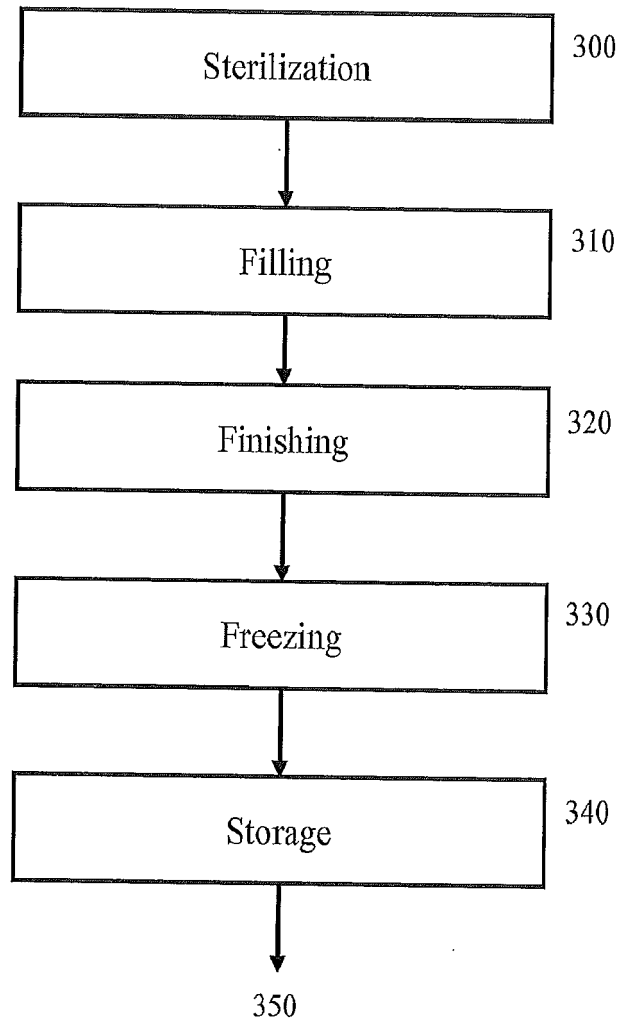 Sterilization
300
Filling
310
Finishing
320
Freezing
330
Storage
340
350